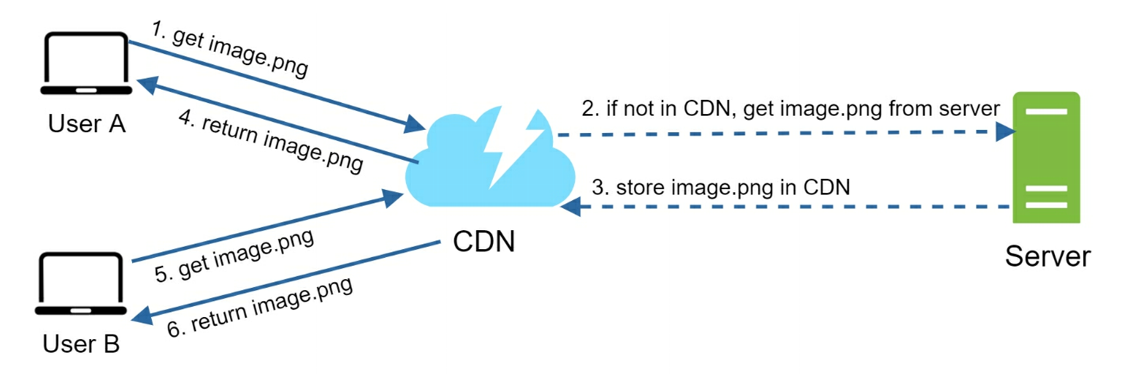 1. get image.png
User A
4. return image.png
2. if not in CDN, get image.png from server
3. store image.png in CDN
CDN
Server
5. get image.png
6. return image.png
User B